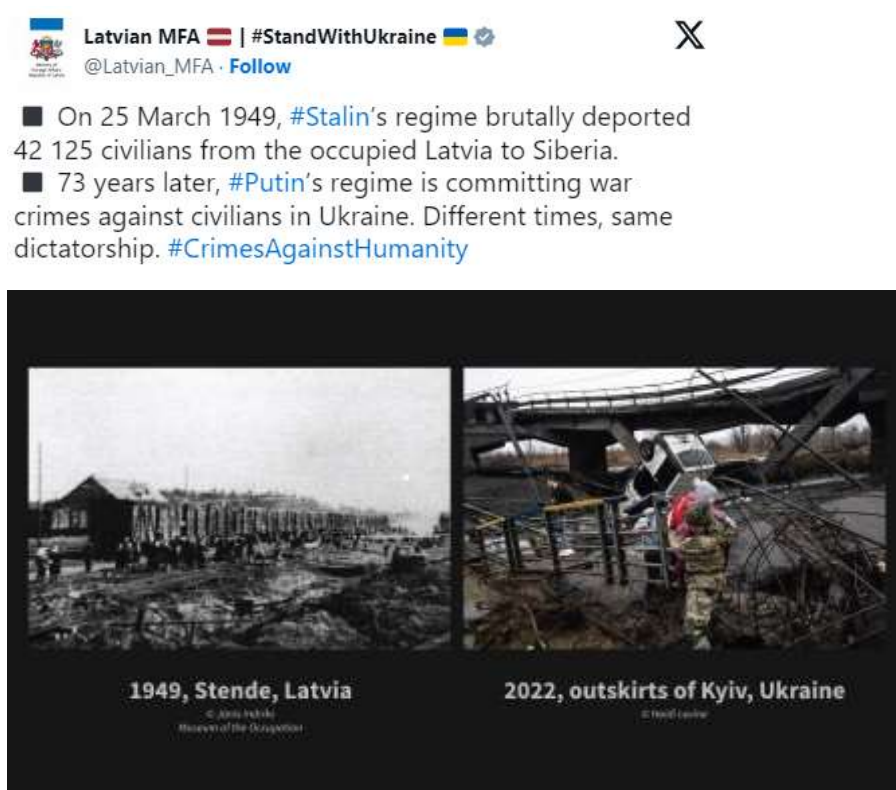 Latvian MFA 🇱🇻 | #StandWithUkraine 🇺🇦
@Latvian_MFA · Follow
◼ On 25 March 1949, #Stalin's regime brutally deported
42 125 civilians from the occupied Latvia to Siberia.
◼ 73 years later, #Putin's regime is committing war
crimes against civilians in Ukraine. Different times, same
dictatorship. #CrimesAgainstHumanity
1949, Stende, Latvia
Museum of the Occupation
2022, outskirts of Kyiv, Ukraine
© Heidi Levine